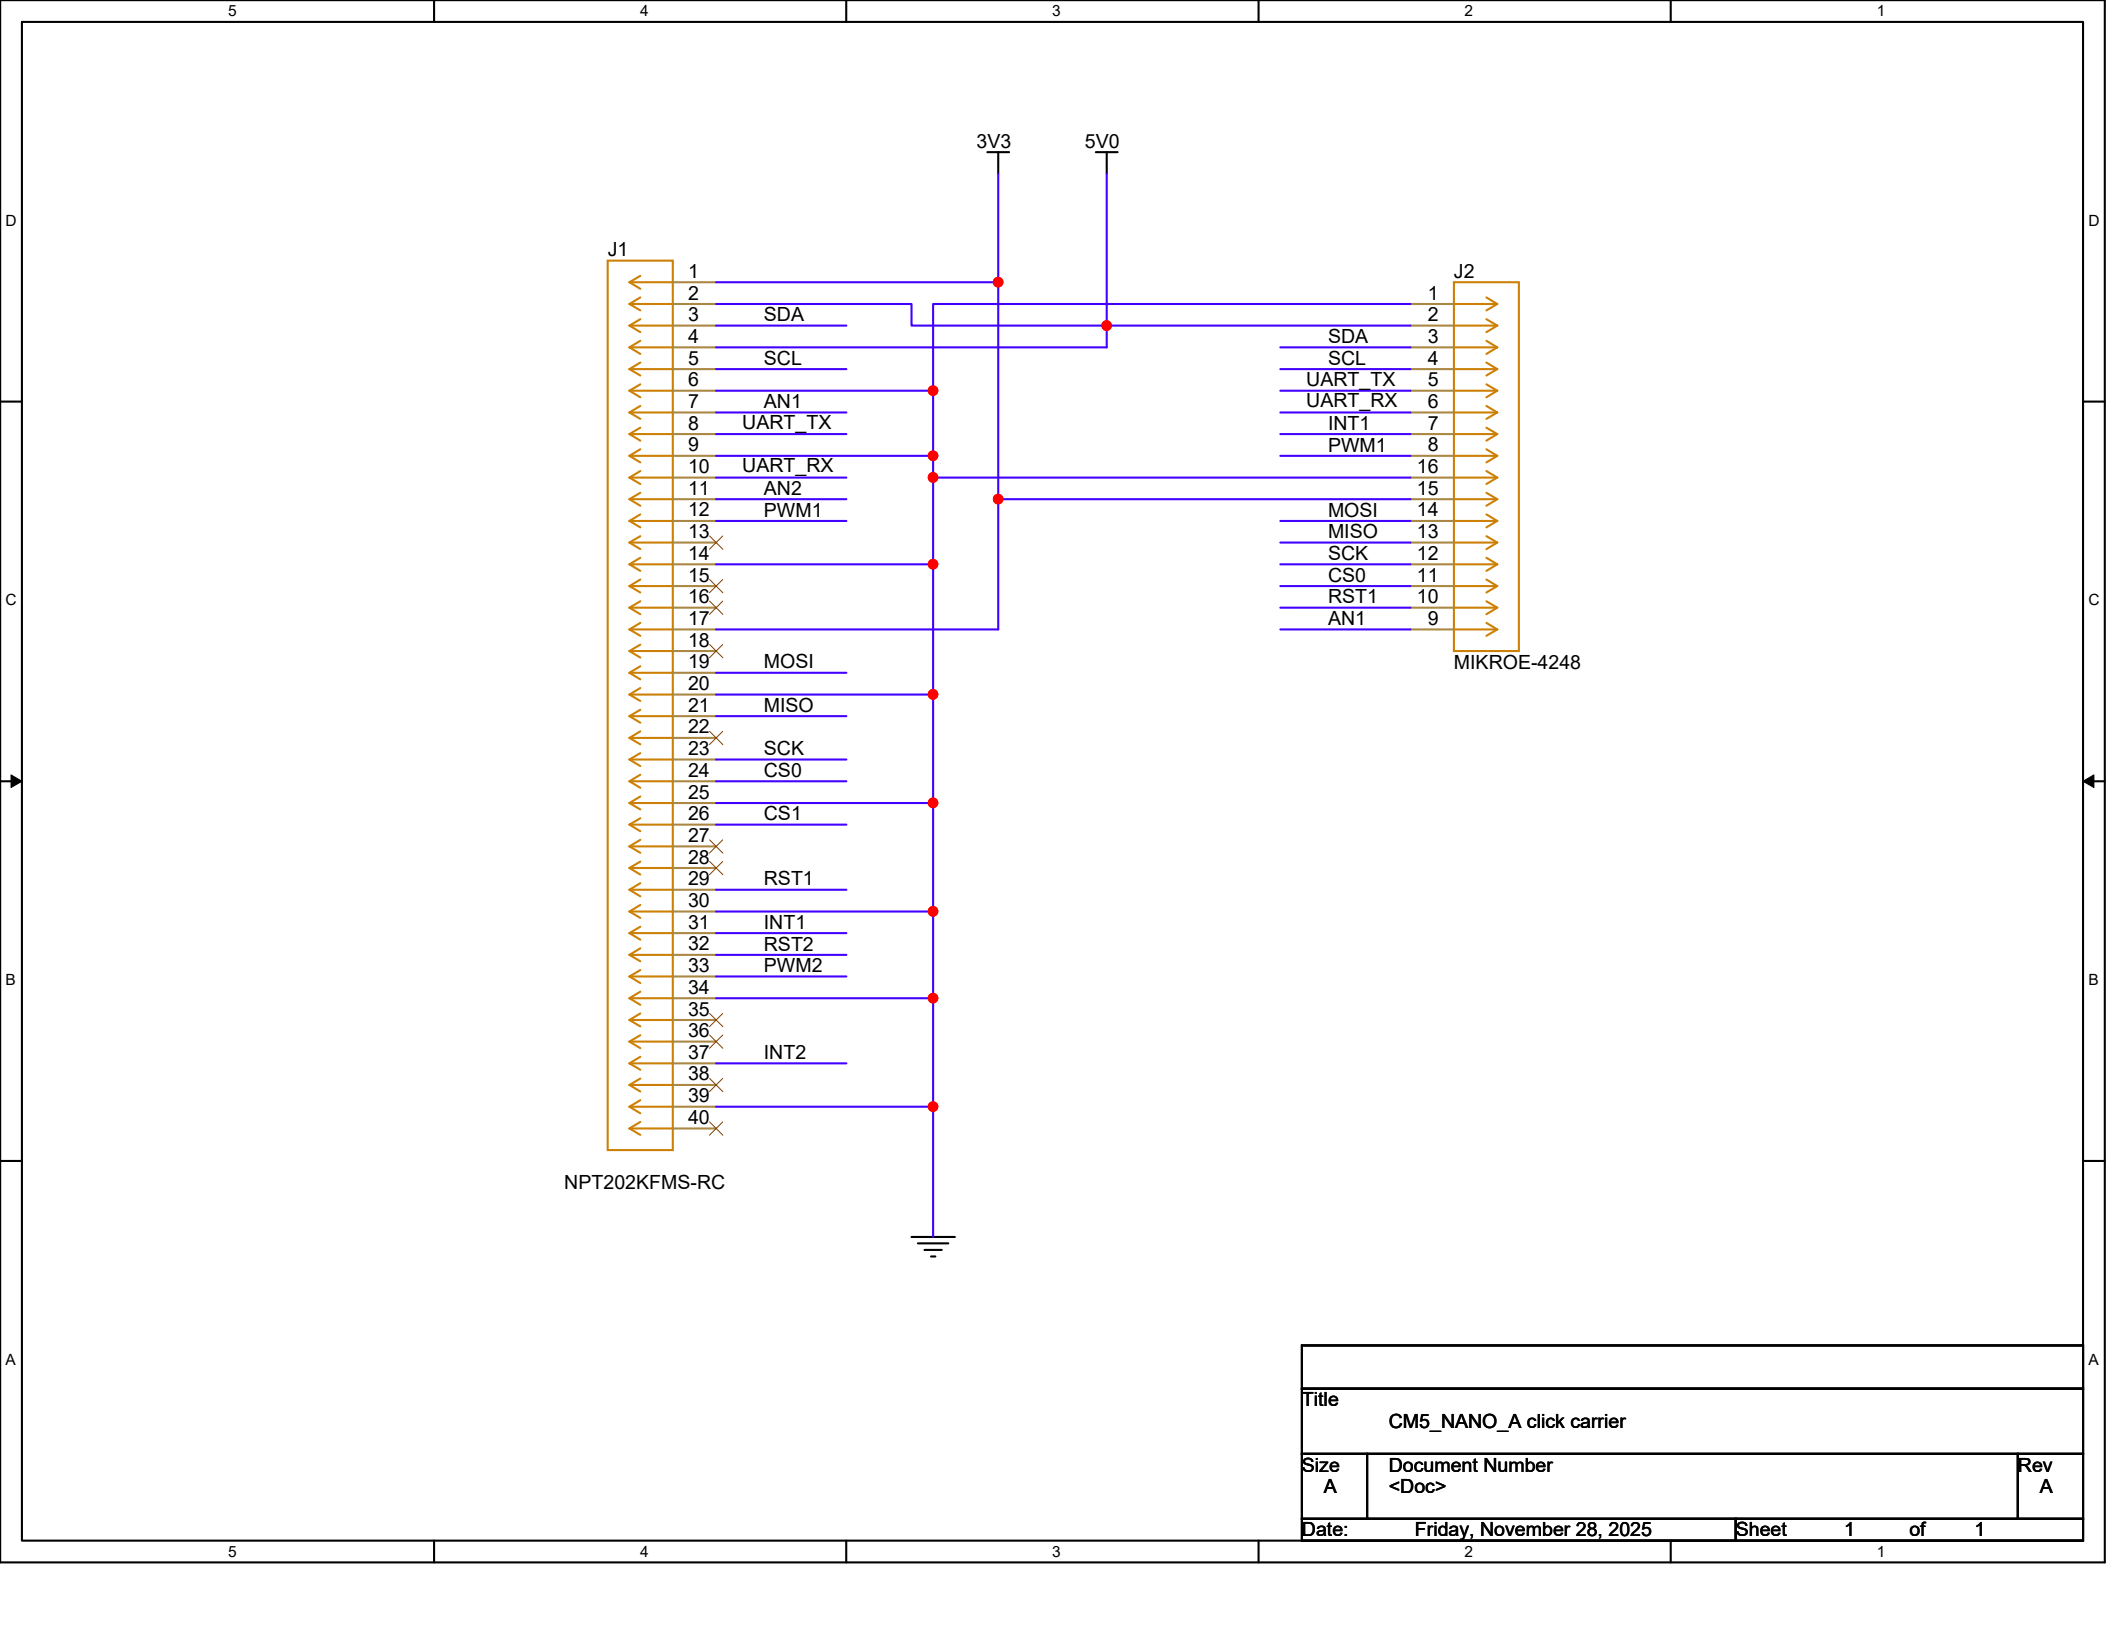 5 4 3 2 1
D D
C C
B B
A A
3V3 5V0
J1
1
2
3 SDA
4
5 SCL
6
7 AN1
8 UART_TX
9
10 UART_RX
11 AN2
12 PWM1
13
14
15
16
17
18
19 MOSI
20
21 MISO
22
23 SCK
24 CS0
25
26 CS1
27
28
29 RST1
30
31 INT1
32 RST2
33 PWM2
34
35
36
37 INT2
38
39
40
NPT202KFMS-RC
J2
1
2
SDA 3
SCL 4
UART_TX 5
UART_RX 6
INT1 7
PWM1 8
16
15
MOSI 14
MISO 13
SCK 12
CS0 11
RST1 10
AN1 9
MIKROE-4248
Title
CM5_NANO_A click carrier
Size Document Number Rev
A <Doc> A
Date: Friday, November 28, 2025 Sheet 1 of 1
5 4 3 2 1